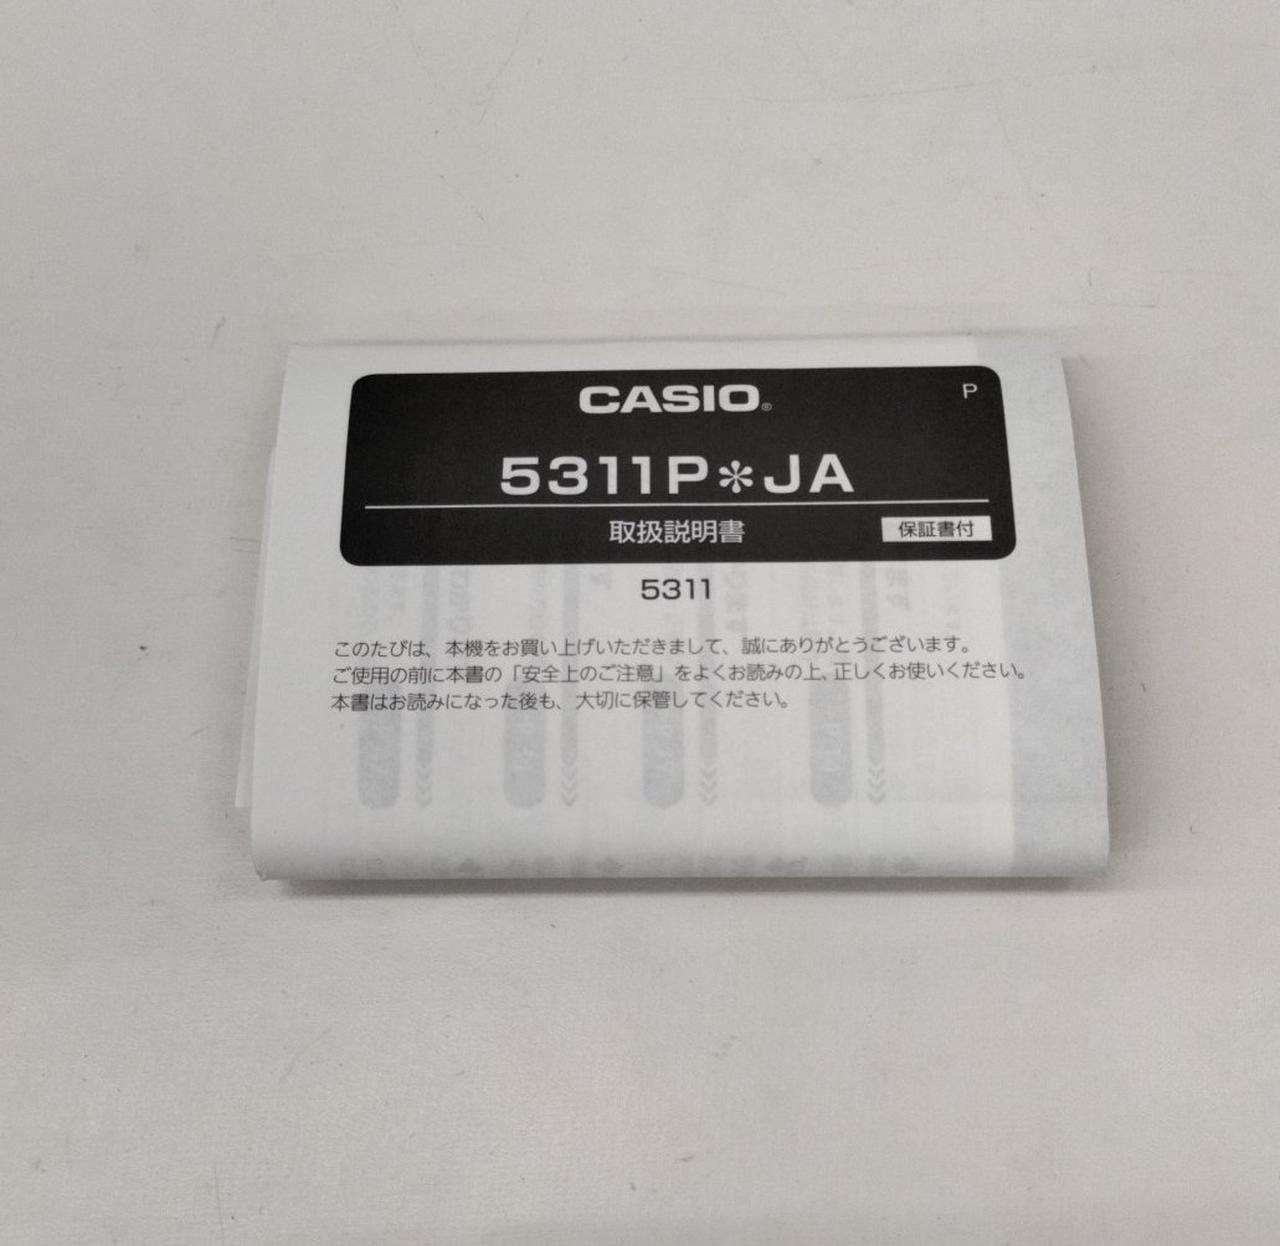 CASIO®
P
5311P✻JA
取扱説明書
保証書付
5311
このたびは、本機をお買い上げいただきまして、誠にありがとうございます。
ご使用の前に本書の「安全上のご注意」をよくお読みの上、正しくお使いください。
本書はお読みになった後も、大切に保管してください。